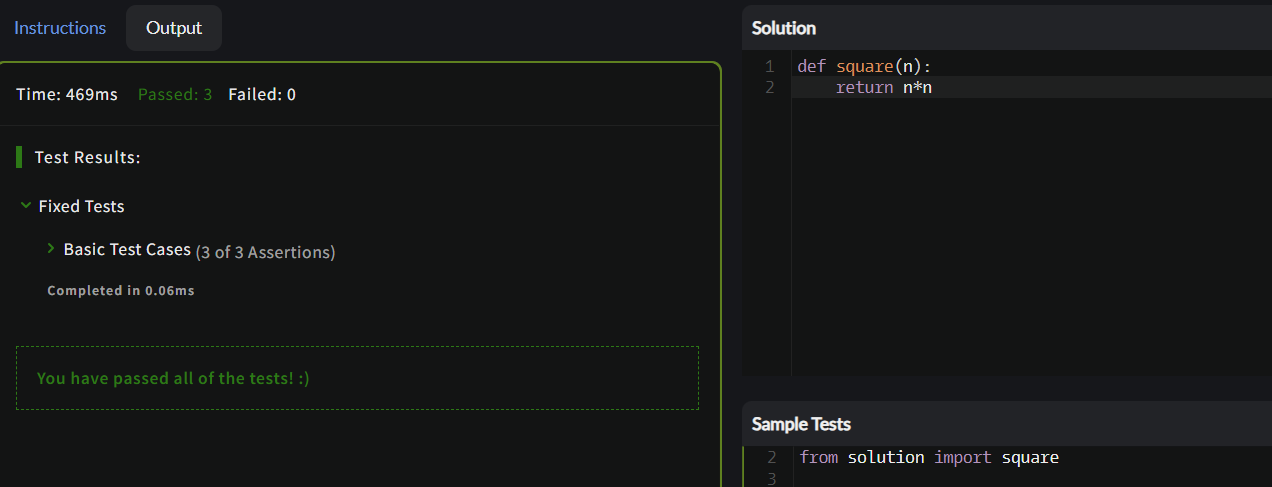 Instructions
Output
Time: 469ms Passed: 3 Failed: 0
Test Results:
Fixed Tests
Basic Test Cases (3 of 3 Assertions)
Completed in 0.06ms
You have passed all of the tests! :)
Solution
1 def square(n):
2     return n*n
Sample Tests
2 from solution import square
3